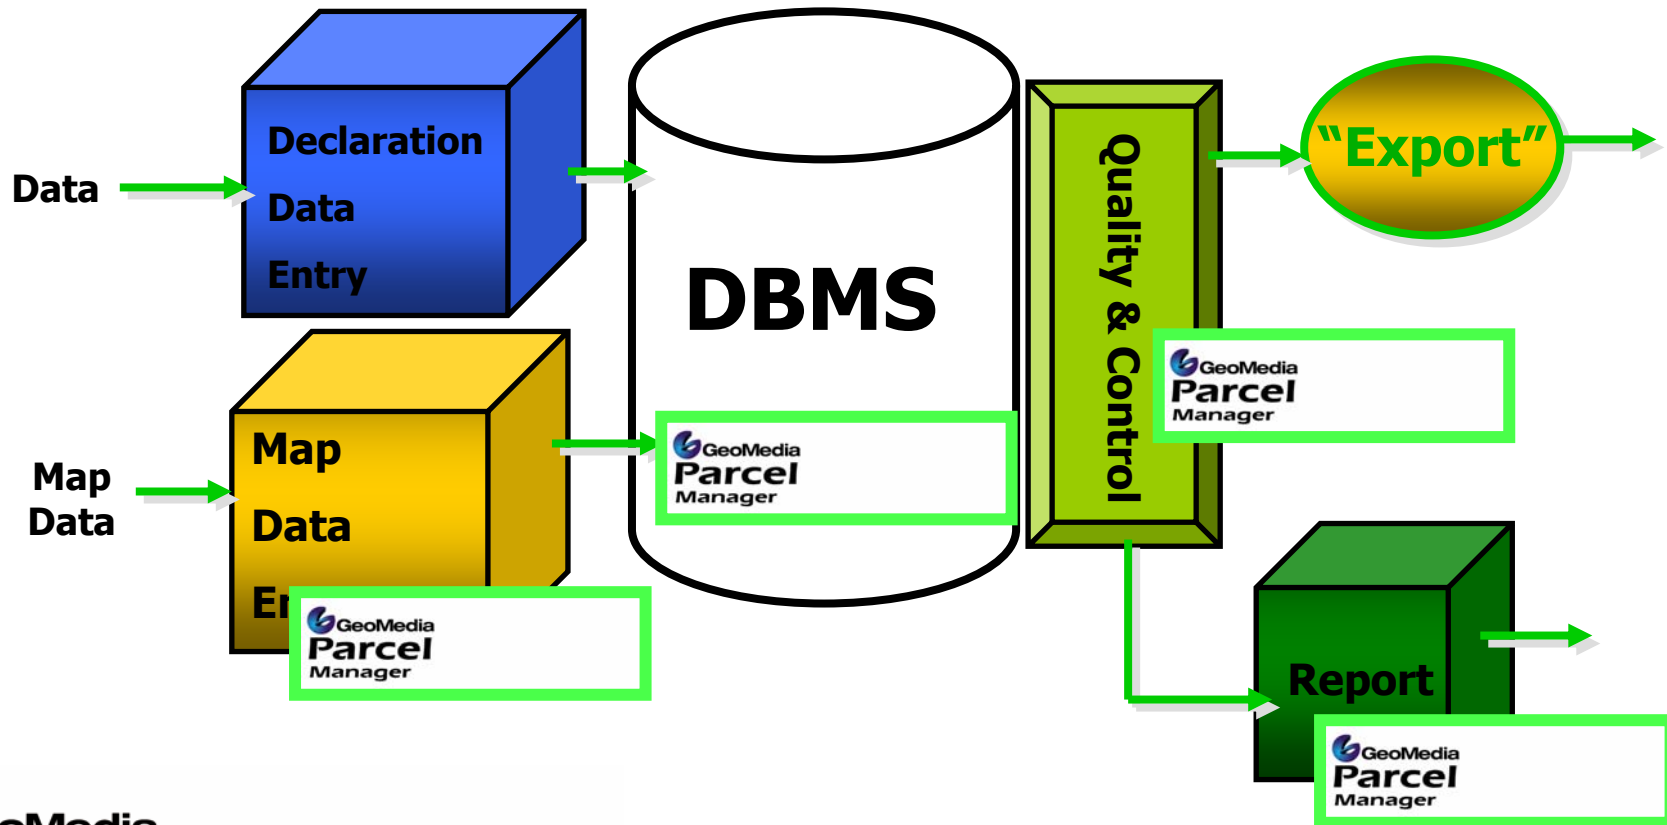 Data
Declaration
Data
Entry
Map
Data
Map
Data
DBMS
GeoMedia
Parcel
Manager
GeoMedia
Parcel
Manager
Quality & Control
GeoMedia
Parcel
Manager
“Export”
Report
GeoMedia
Parcel
Manager